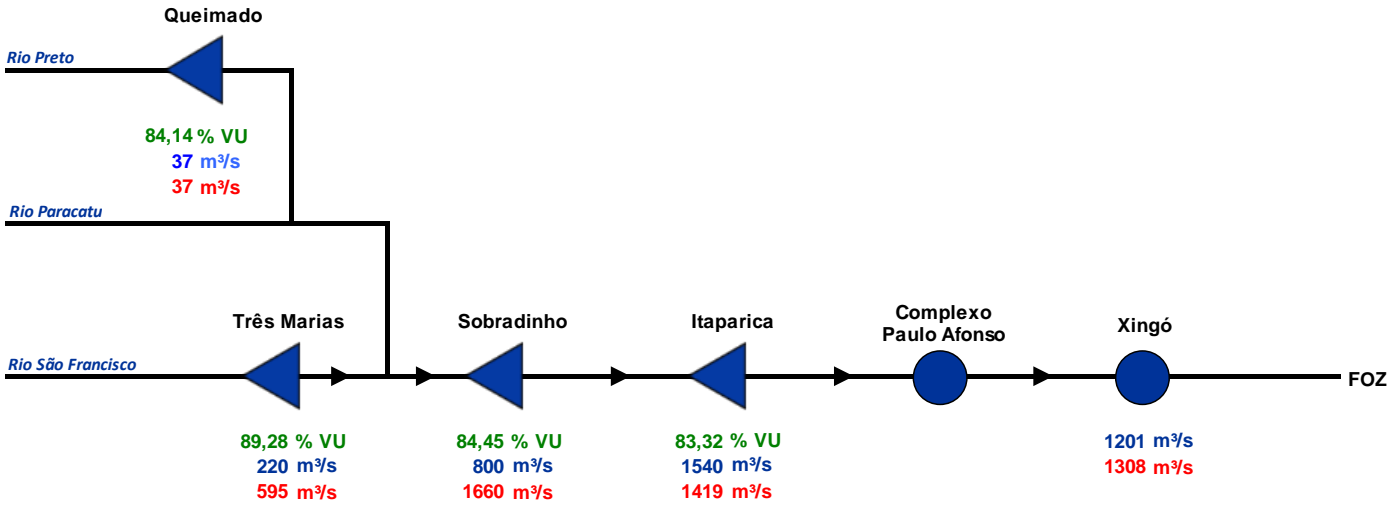 Queimado
Rio Preto
84,14 % VU
37 m³/s
37 m³/s
Rio Paracatu
Três Marias
Sobradinho
Itaparica
Complexo
Paulo Afonso
Xingó
Rio São Francisco
FOZ
89,28 % VU
220 m³/s
595 m³/s
84,45 % VU
800 m³/s
1660 m³/s
83,32 % VU
1540 m³/s
1419 m³/s
1201 m³/s
1308 m³/s